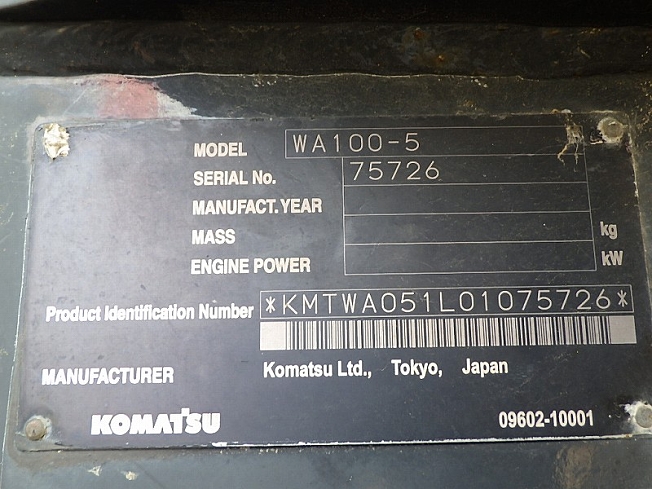 MODEL WA100-5
SERIAL No. 75726
MANUFACT. YEAR
MASS kg
ENGINE POWER kW
Product Identification Number *KMTWA051L01075726*
MANUFACTURER Komatsu Ltd., Tokyo, Japan
KOMATSU 09602-10001